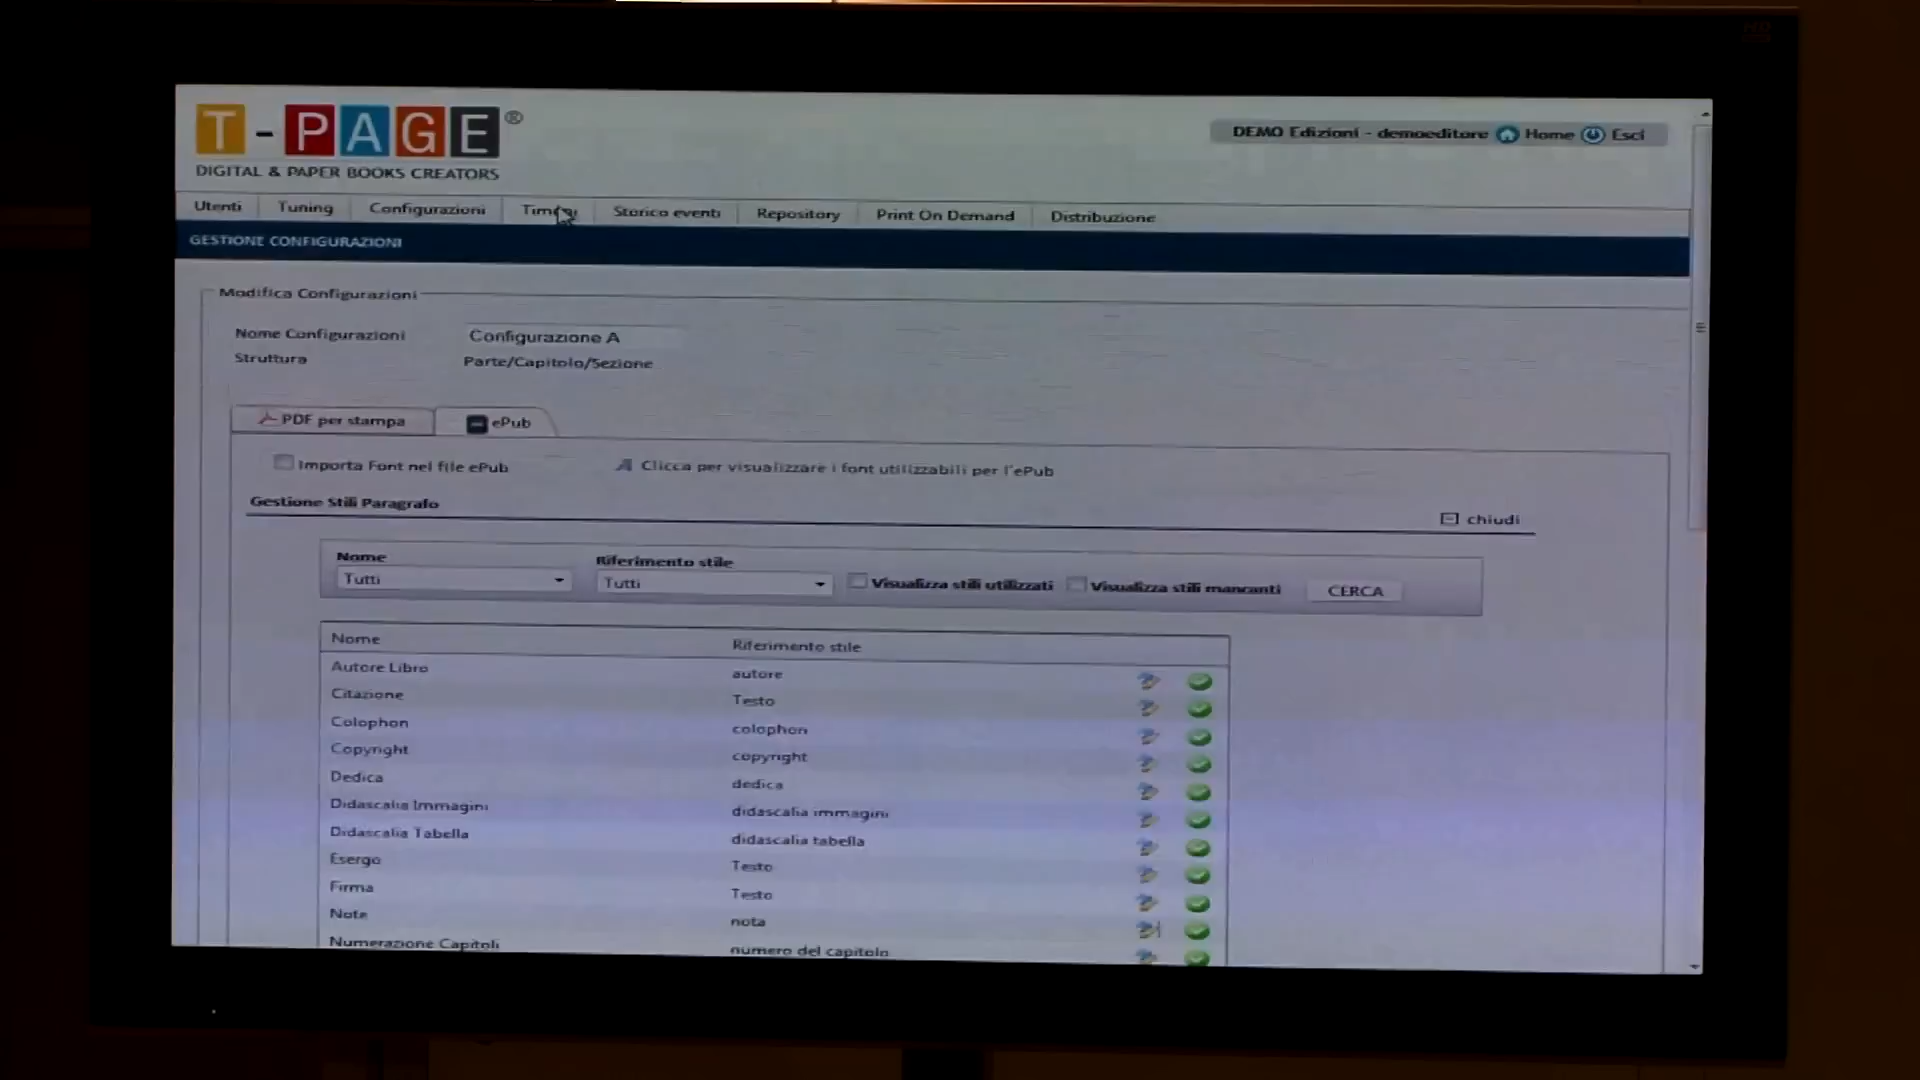 T-PAGE®
DIGITAL & PAPER BOOKS CREATORS
DEMO Edizioni - demoeditore Home Esci
Utenti Tuning Configurazioni Storico eventi Repository Print On Demand Distribuzione
GESTIONE CONFIGURAZIONI
Modifica Configurazioni
Nome Configurazioni Configurazione A
Struttura Parte/Capitolo/Sezione
PDF per stampa ePub
Importa Font nel file ePub Clicca per visualizzare i font utilizzabili per l'ePub
Gestione Stili Paragrafo
chiudi
Nome Riferimento stile
Tutti Tutti Visualizza stili utilizzati Visualizza stili mancanti CERCA
Nome Riferimento stile
Autore Libro autore
Citazione Testo
Colophon colophon
Copyright copyright
Dedica dedica
Didascalia Immagini didascalia immagini
Didascalia Tabella didascalia tabella
Esergo Testo
Firma Testo
Note nota
Numerazione Capitoli numero del capitolo